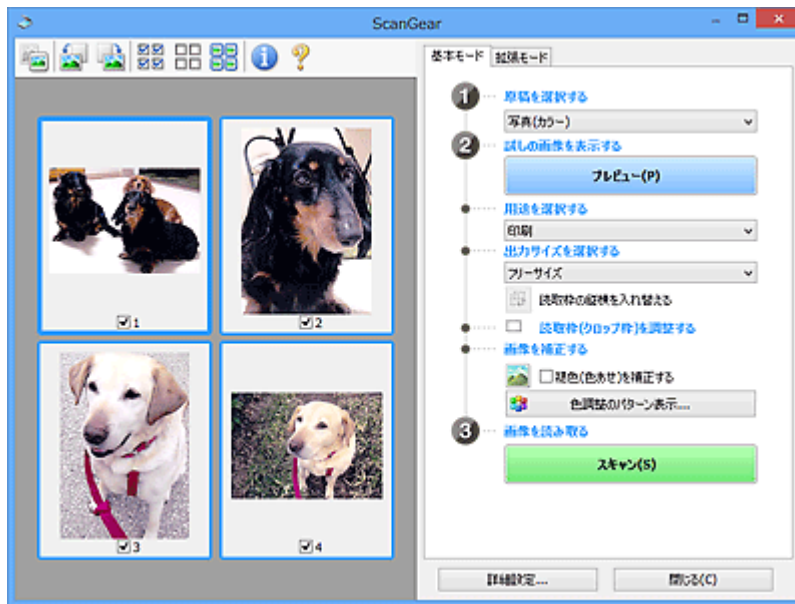 ScanGear
基本モード 拡張モード
1 原稿を選択する
写真(カラー)
2 試しの画像を表示する
プレビュー(P)
用途を選択する
印刷
出力サイズを選択する
フリーサイズ
読取枠の縦横を入れ替える
読取枠(クロップ枠)を調整する
画像を補正する
褪色(色あせ)を補正する
色調整のパターン表示...
3 画像を読み取る
スキャン(S)
1
2
3
4
詳細設定...
閉じる(C)